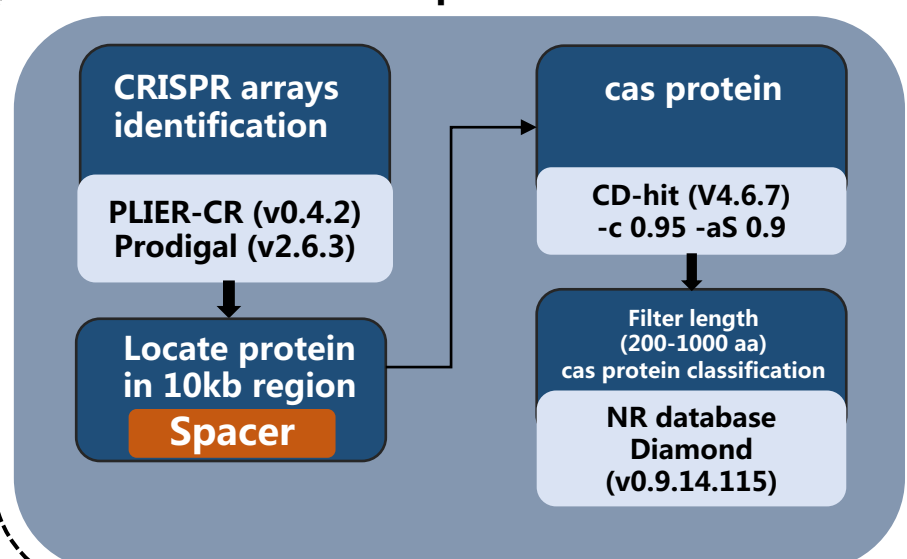 CRISPR arrays
identification
PLIER-CR (v0.4.2)
Prodigal (v2.6.3)
Locate protein
in 10kb region
Spacer
cas protein
CD-hit (V4.6.7)
-c 0.95 -aS 0.9
Filter length
(200-1000 aa)
cas protein classification
NR database
Diamond
(v0.9.14.115)